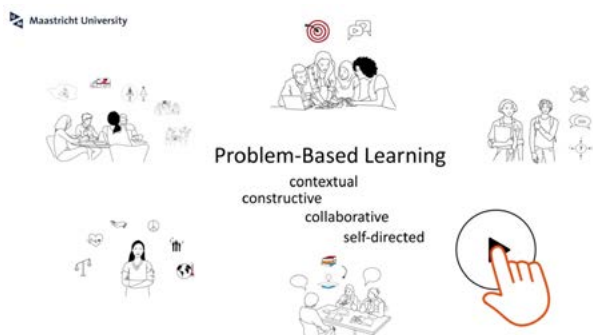 Maastricht University
Problem-Based Learning
contextual
constructive
collaborative
self-directed